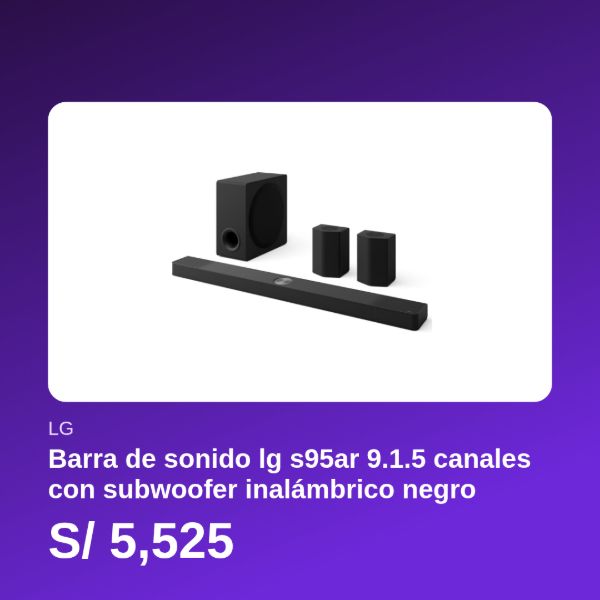 LG
Barra de sonido lg s95ar 9.1.5 canales
con subwoofer inalámbrico negro
S/ 5,525